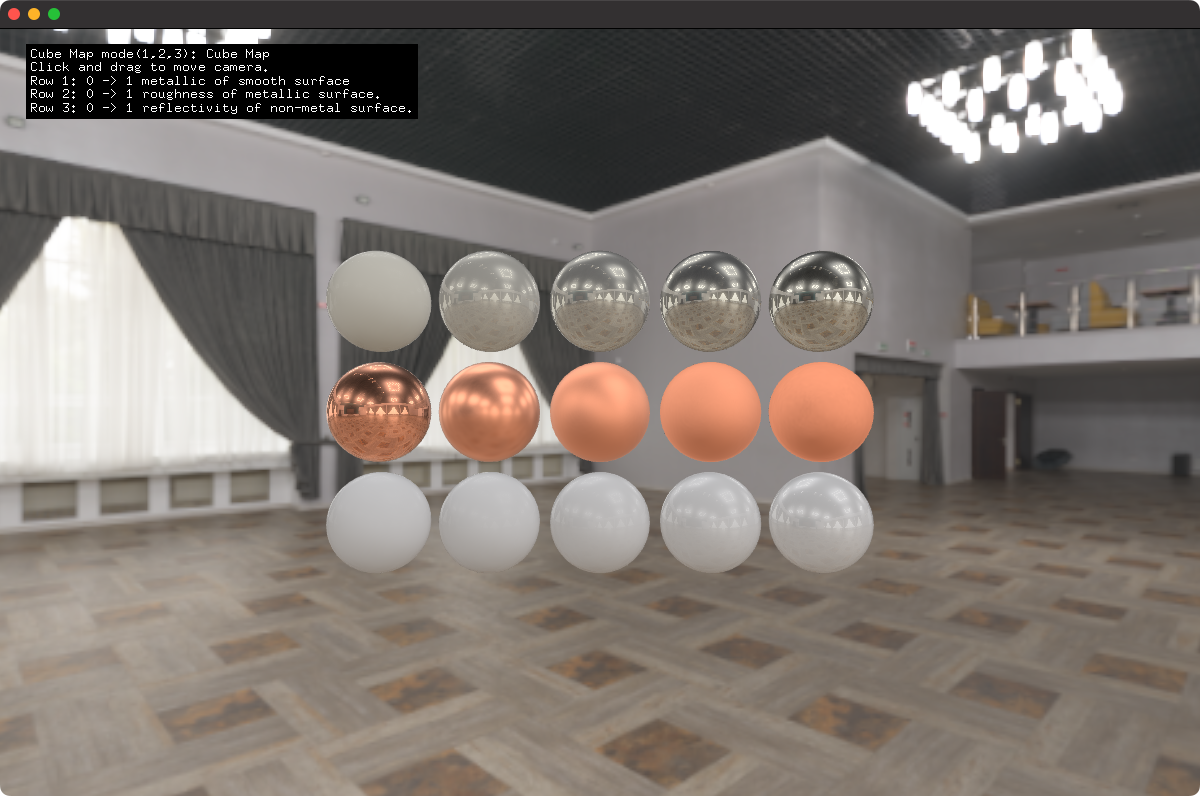 Cube Map mode(1,2,3): Cube Map
Click and drag to move camera.
Row 1: 0 -> 1 metallic of smooth surface
Row 2: 0 -> 1 roughness of metallic surface.
Row 3: 0 -> 1 reflectivity of non-metal surface.